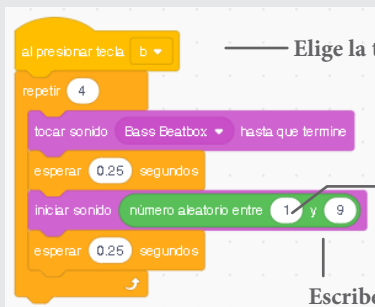 al presionar tecla b
Elige la t
repetir 4
tocar sonido Bass Beatbox hasta que termine
esperar 0.25 segundos
iniciar sonido número aleatorio entre 1 y 9
esperar 0.25 segundos
Escribe